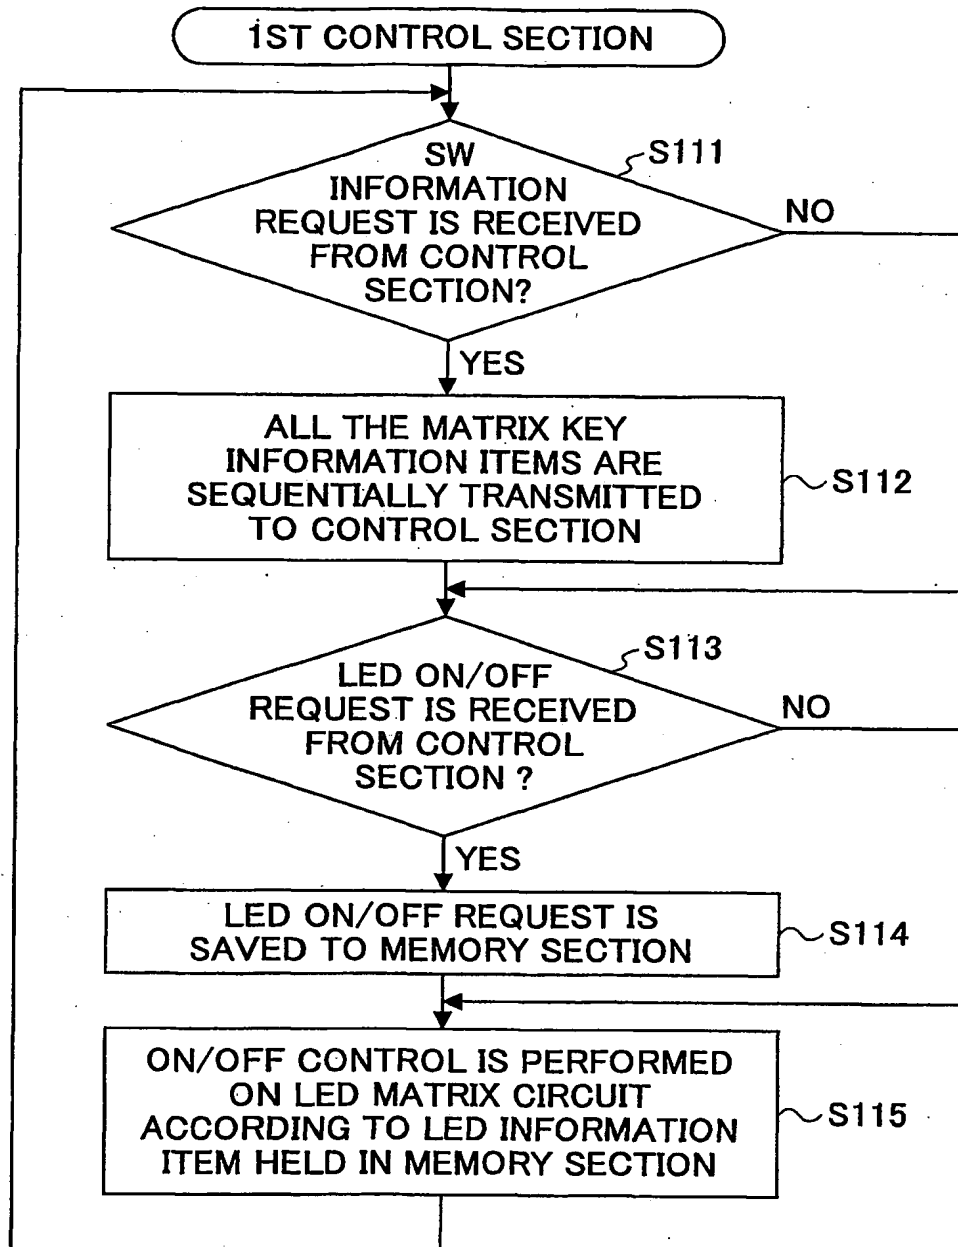 1ST CONTROL SECTION
SW
INFORMATION
REQUEST IS RECEIVED
FROM CONTROL
SECTION?
S111
NO
YES
ALL THE MATRIX KEY
INFORMATION ITEMS ARE
SEQUENTIALLY TRANSMITTED
TO CONTROL SECTION
S112
LED ON/OFF
REQUEST IS RECEIVED
FROM CONTROL
SECTION ?
S113
NO
YES
LED ON/OFF REQUEST IS
SAVED TO MEMORY SECTION
S114
ON/OFF CONTROL IS PERFORMED
ON LED MATRIX CIRCUIT
ACCORDING TO LED INFORMATION
ITEM HELD IN MEMORY SECTION
S115